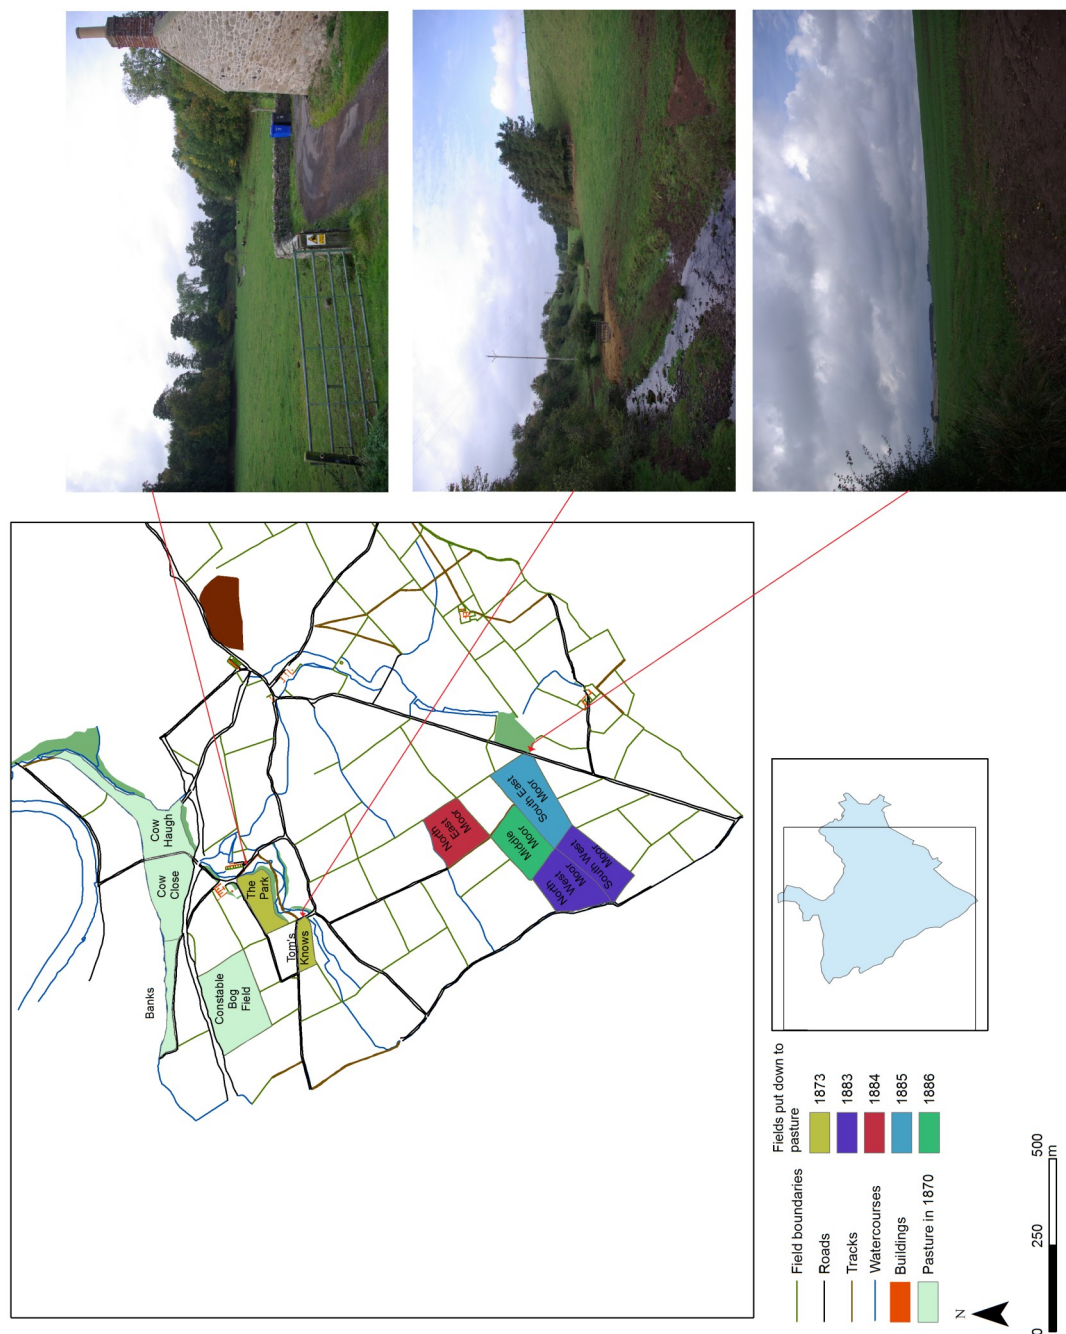 Banks
Cow
Close
Cow
Haugh
Constable
Bog
Field
The
Park
Tom's
Knows
North
East
Moor
Middle
Moor
South East
Moor
North
West
Moor
South West
Moor
Field boundaries
Roads
Tracks
Watercourses
Buildings
Pasture in 1870
Fields put down to
pasture
1873
1883
1884
1885
1886
N
0
250
500
m